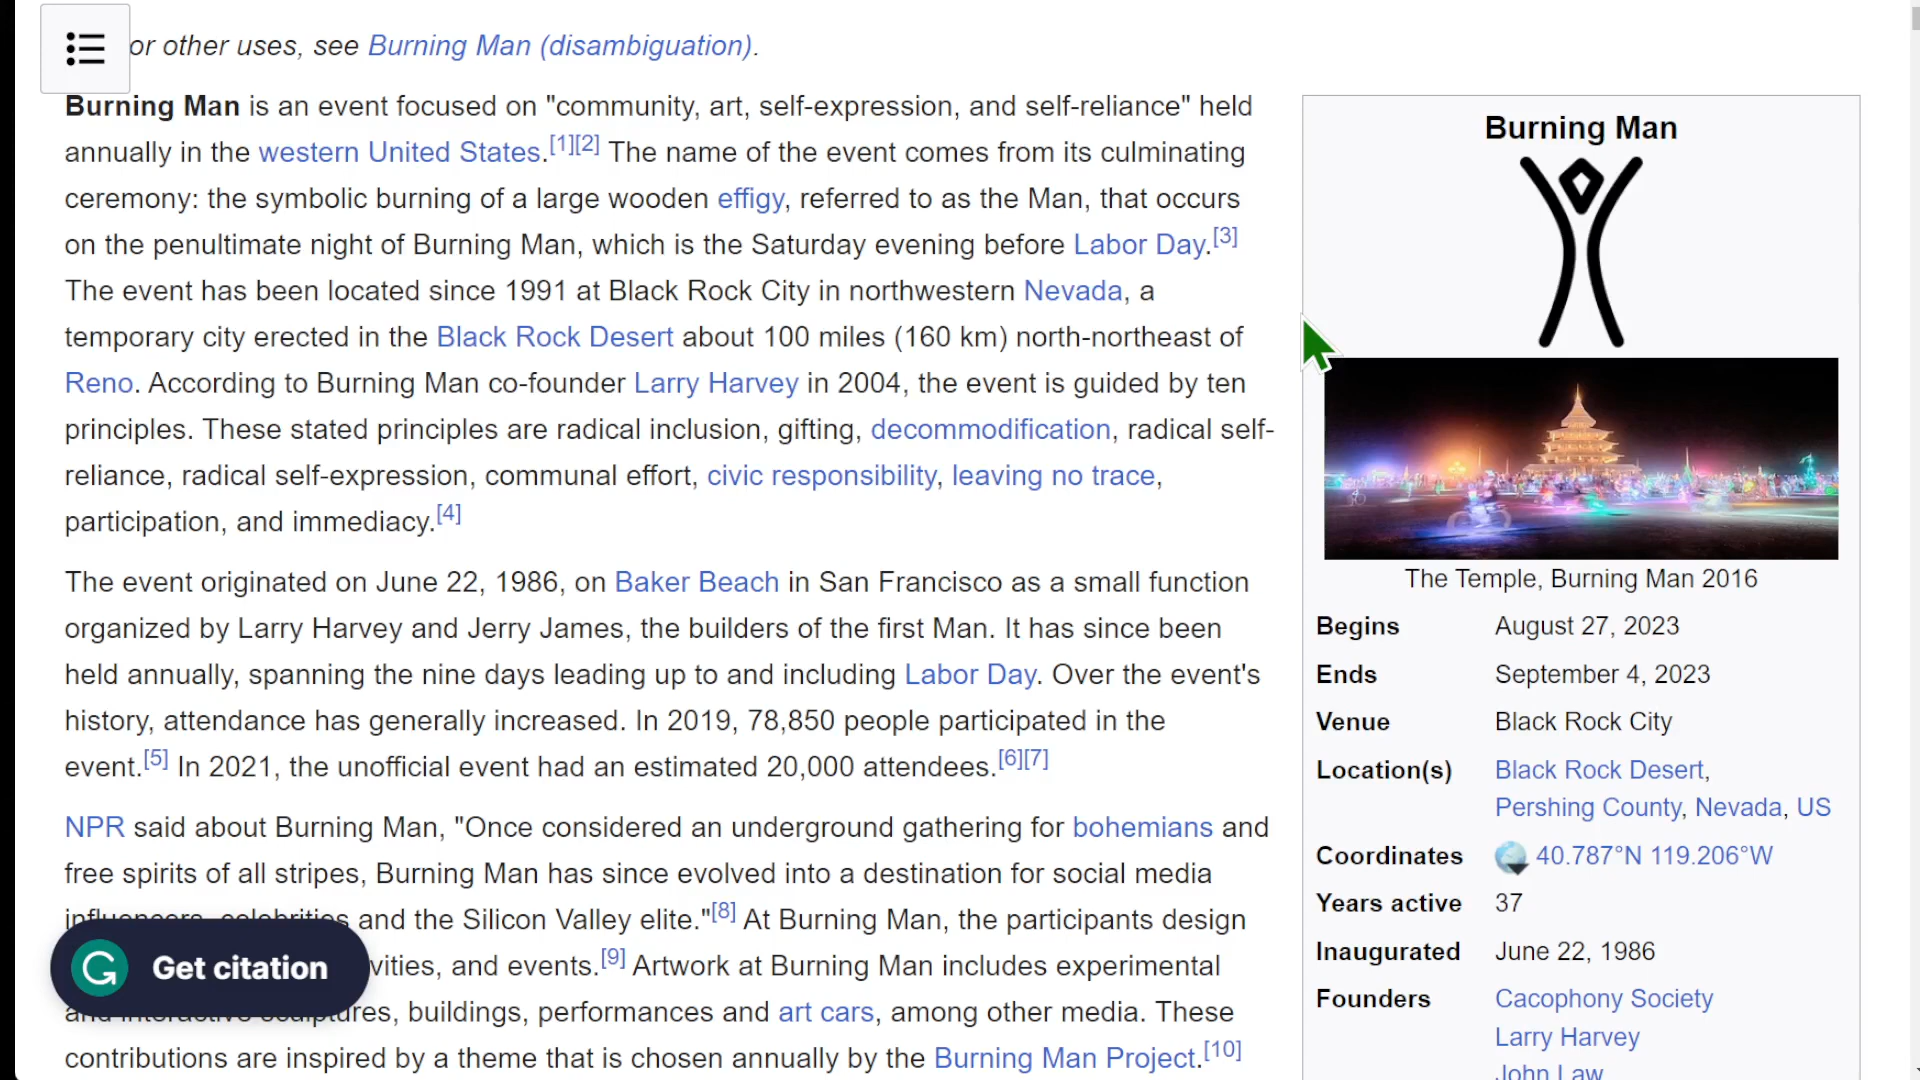 or other uses, see Burning Man (disambiguation).
Burning Man is an event focused on "community, art, self-expression, and self-reliance" held
annually in the western United States.[1][2] The name of the event comes from its culminating
ceremony: the symbolic burning of a large wooden effigy, referred to as the Man, that occurs
on the penultimate night of Burning Man, which is the Saturday evening before Labor Day.[3]
The event has been located since 1991 at Black Rock City in northwestern Nevada, a
temporary city erected in the Black Rock Desert about 100 miles (160 km) north-northeast of
Reno. According to Burning Man co-founder Larry Harvey in 2004, the event is guided by ten
principles. These stated principles are radical inclusion, gifting, decommodification, radical self-
reliance, radical self-expression, communal effort, civic responsibility, leaving no trace,
participation, and immediacy.[4]
The event originated on June 22, 1986, on Baker Beach in San Francisco as a small function
organized by Larry Harvey and Jerry James, the builders of the first Man. It has since been
held annually, spanning the nine days leading up to and including Labor Day. Over the event's
history, attendance has generally increased. In 2019, 78,850 people participated in the
event.[5] In 2021, the unofficial event had an estimated 20,000 attendees.[6][7]
NPR said about Burning Man, "Once considered an underground gathering for bohemians and
free spirits of all stripes, Burning Man has since evolved into a destination for social media
influencers, celebrities and the Silicon Valley elite."[8] At Burning Man, the participants design
vities, and events.[9] Artwork at Burning Man includes experimental
and interactive sculptures, buildings, performances and art cars, among other media. These
contributions are inspired by a theme that is chosen annually by the Burning Man Project.[10]
Get citation
Burning Man
The Temple, Burning Man 2016
Begins August 27, 2023
Ends September 4, 2023
Venue Black Rock City
Location(s) Black Rock Desert,
Pershing County, Nevada, US
Coordinates 40.787°N 119.206°W
Years active 37
Inaugurated June 22, 1986
Founders Cacophony Society
Larry Harvey
John Law